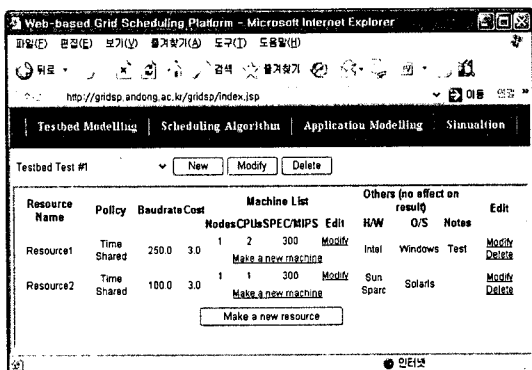 Web-based Grid Scheduling Platform - Microsoft Internet Explorer
파일(F) 편집(E) 보기(V) 즐겨찾기(A) 도구(T) 도움말(H)
뒤로 검색 즐겨찾기
http://gridsp.andong.ac.kr/gridsp/index.jsp 이동 연결 »
Testbed Modelling | Scheduling Algorithm | Application Modelling | Simualtion
Testbed Test #1 New Modify Delete
Resource Name Policy Baudrate Cost Machine List Others (no effect on result) Edit
Nodes CPUs SPEC/MIPS Edit H/W O/S Notes
Resource1 Time Shared 250.0 3.0 1 2 300 Modify Intel Windows Test Modify Delete
Make a new machine
Resource2 Time Shared 100.0 3.0 1 1 300 Modify Sun Sparc Solaris Modify Delete
Make a new machine
Make a new resource
인터넷